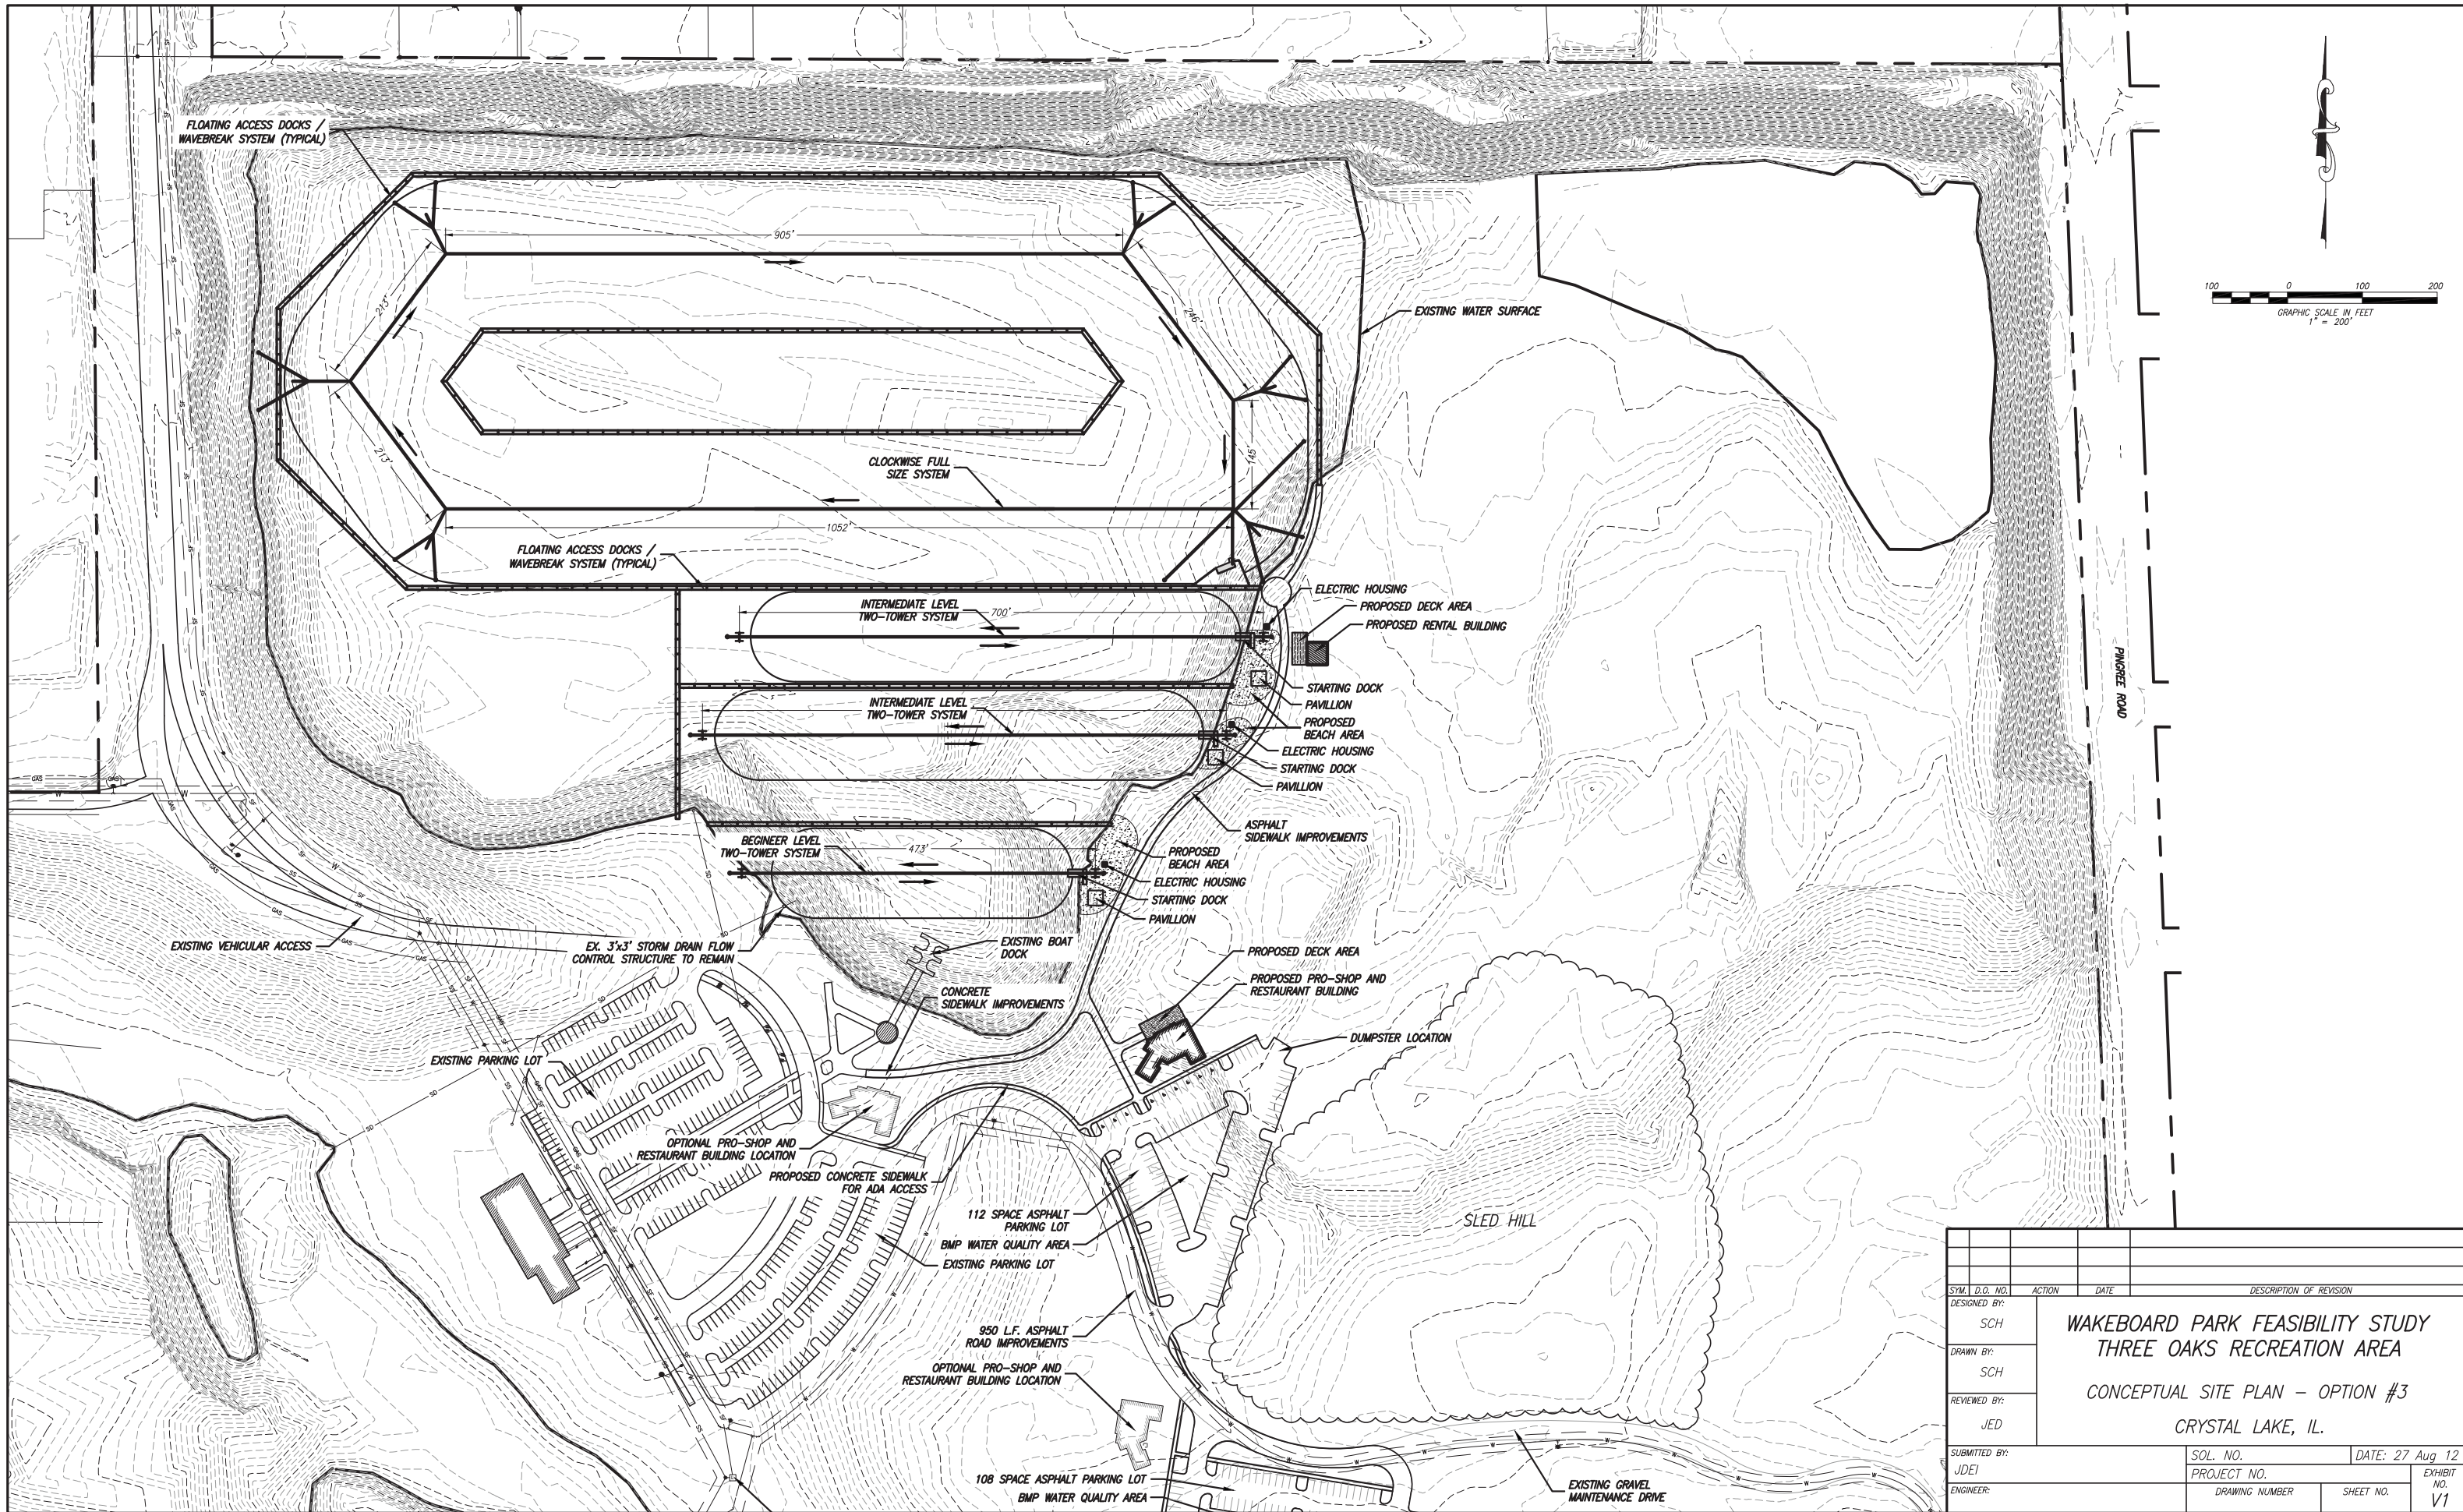 FLOATING ACCESS DOCKS /
WAVEBREAK SYSTEM (TYPICAL)
905'
213'
246'
EXISTING WATER SURFACE
100 0 100 200
GRAPHIC SCALE IN FEET
1" = 200'
213'
145'
CLOCKWISE FULL
SIZE SYSTEM
1052'
FLOATING ACCESS DOCKS /
WAVEBREAK SYSTEM (TYPICAL)
INTERMEDIATE LEVEL
TWO-TOWER SYSTEM
700'
ELECTRIC HOUSING
PROPOSED DECK AREA
PROPOSED RENTAL BUILDING
STARTING DOCK
PAVILLION
PROPOSED
BEACH AREA
INTERMEDIATE LEVEL
TWO-TOWER SYSTEM
ELECTRIC HOUSING
STARTING DOCK
PAVILLION
PINGREE ROAD
ASPHALT
SIDEWALK IMPROVEMENTS
BEGINEER LEVEL
TWO-TOWER SYSTEM
473'
PROPOSED
BEACH AREA
ELECTRIC HOUSING
STARTING DOCK
PAVILLION
EXISTING VEHICULAR ACCESS
EX. 3'x3' STORM DRAIN FLOW
CONTROL STRUCTURE TO REMAIN
EXISTING BOAT
DOCK
PROPOSED DECK AREA
PROPOSED PRO-SHOP AND
RESTAURANT BUILDING
CONCRETE
SIDEWALK IMPROVEMENTS
DUMPSTER LOCATION
EXISTING PARKING LOT
OPTIONAL PRO-SHOP AND
RESTAURANT BUILDING LOCATION
PROPOSED CONCRETE SIDEWALK
FOR ADA ACCESS
112 SPACE ASPHALT
PARKING LOT
BMP WATER QUALITY AREA
EXISTING PARKING LOT
SLED HILL
950 L.F. ASPHALT
ROAD IMPROVEMENTS
OPTIONAL PRO-SHOP AND
RESTAURANT BUILDING LOCATION
108 SPACE ASPHALT PARKING LOT
BMP WATER QUALITY AREA
EXISTING GRAVEL
MAINTENANCE DRIVE
SYM. D.O. NO. ACTION DATE DESCRIPTION OF REVISION
DESIGNED BY:
SCH
DRAWN BY:
SCH
REVIEWED BY:
JED
SUBMITTED BY:
JDEI
ENGINEER:
WAKEBOARD PARK FEASIBILITY STUDY
THREE OAKS RECREATION AREA
CONCEPTUAL SITE PLAN - OPTION #3
CRYSTAL LAKE, IL.
SOL. NO. DATE: 27 Aug 12
PROJECT NO.
DRAWING NUMBER SHEET NO.
EXHIBIT
NO.
V1